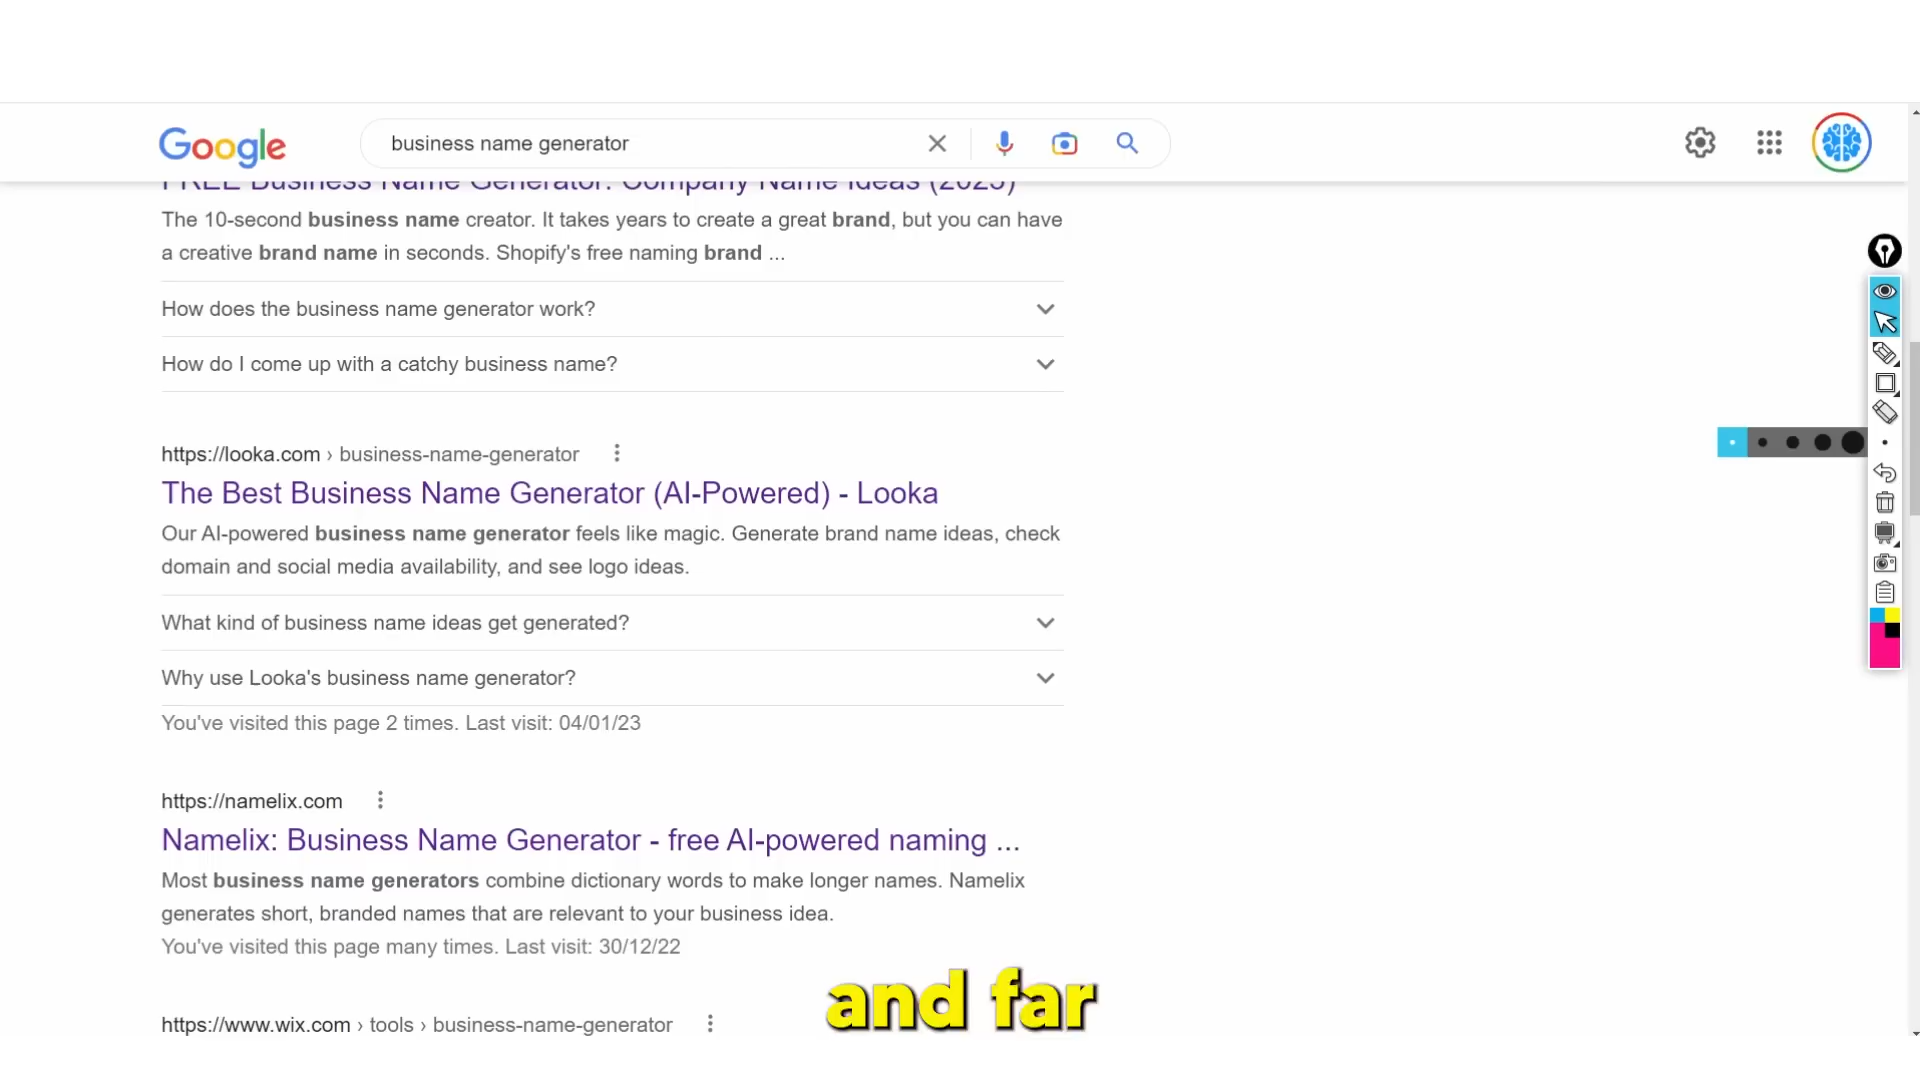 Google
business name generator
FREE Business Name Generator: Company Name Ideas (2023)
The 10-second business name creator. It takes years to create a great brand, but you can have
a creative brand name in seconds. Shopify's free naming brand ...
How does the business name generator work?
How do I come up with a catchy business name?
https://looka.com › business-name-generator
The Best Business Name Generator (AI-Powered) - Looka
Our AI-powered business name generator feels like magic. Generate brand name ideas, check
domain and social media availability, and see logo ideas.
What kind of business name ideas get generated?
Why use Looka's business name generator?
You've visited this page 2 times. Last visit: 04/01/23
https://namelix.com
Namelix: Business Name Generator - free AI-powered naming ...
Most business name generators combine dictionary words to make longer names. Namelix
generates short, branded names that are relevant to your business idea.
You've visited this page many times. Last visit: 30/12/22
and far
https://www.wix.com › tools › business-name-generator